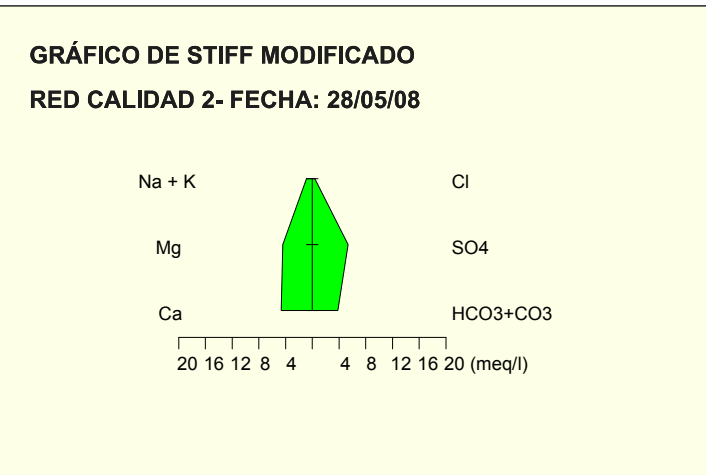 GRÁFICO DE STIFF MODIFICADO
RED CALIDAD 2- FECHA: 28/05/08
Na + K Cl
Mg SO4
Ca HCO3+CO3
20 16 12 8 4 4 8 12 16 20 (meq/l)